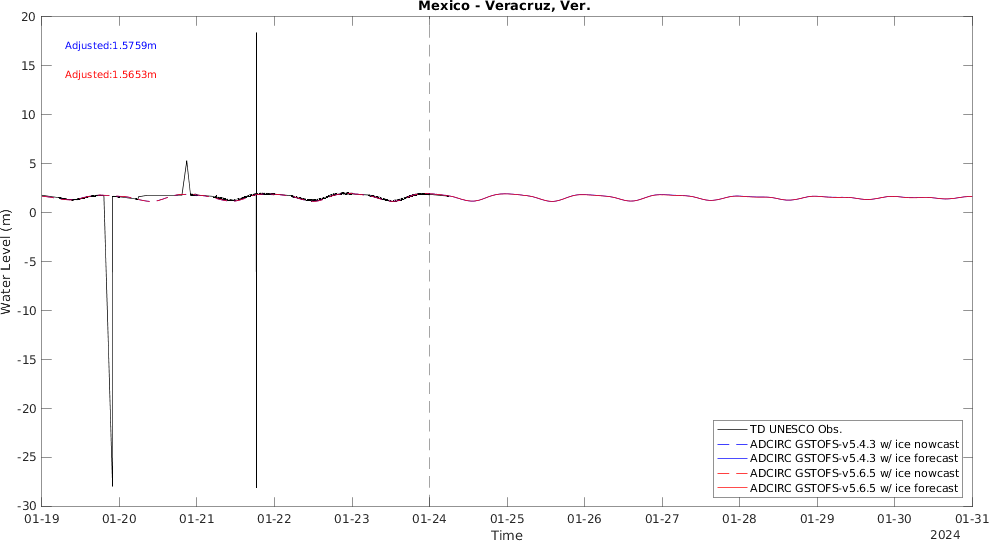 Mexico - Veracruz, Ver.
20
Adjusted:1.5759m
15
Adjusted:1.5653m
10
5
0
-5
-10
-15
-20
-25
-30
Water Level (m)
TD UNESCO Obs.
ADCIRC GSTOFS-v5.4.3 w/ ice nowcast
ADCIRC GSTOFS-v5.4.3 w/ ice forecast
ADCIRC GSTOFS-v5.6.5 w/ ice nowcast
ADCIRC GSTOFS-v5.6.5 w/ ice forecast
01-19 01-20 01-21 01-22 01-23 01-24 01-25 01-26 01-27 01-28 01-29 01-30 01-31
Time
2024